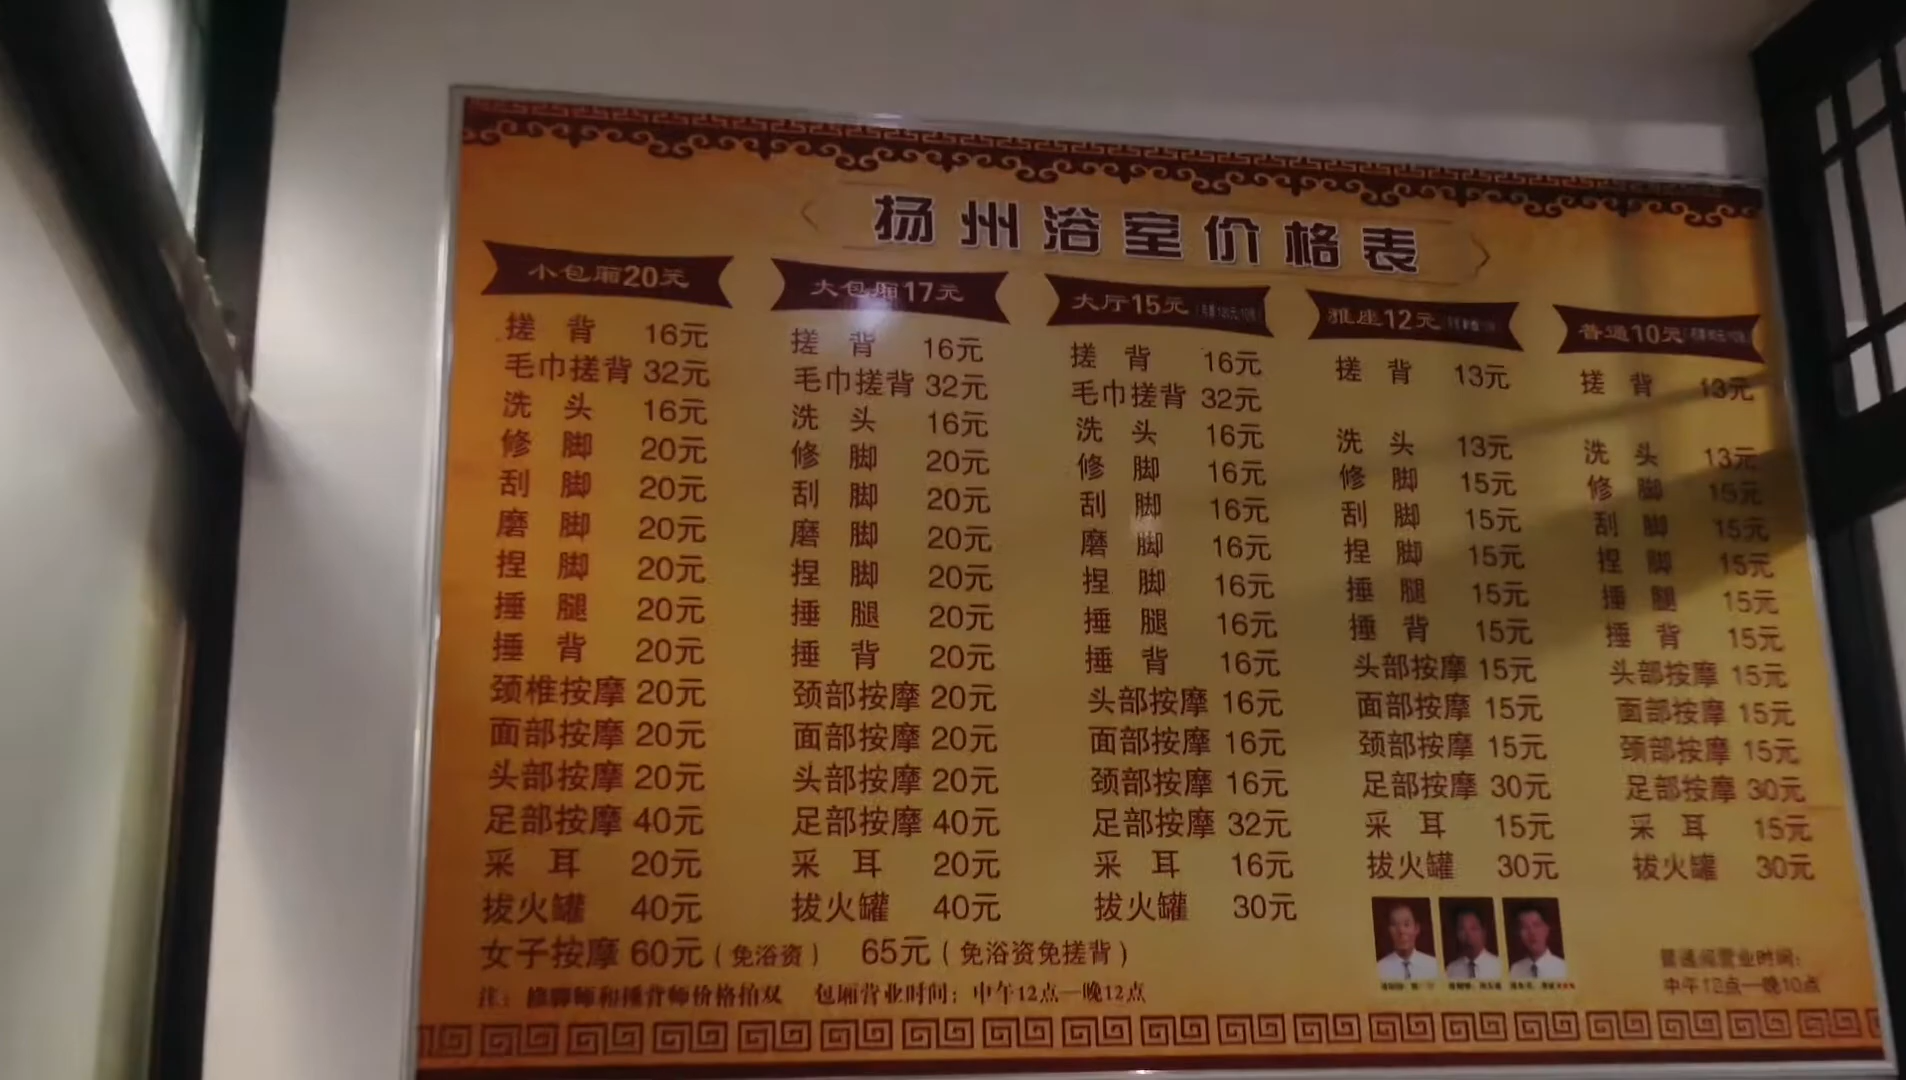 扬州浴室价格表
小包厢20元
搓 背 16元
毛巾搓背 32元
洗 头 16元
修 脚 20元
刮 脚 20元
磨 脚 20元
捏 脚 20元
捶 腿 20元
捶 背 20元
颈椎按摩 20元
面部按摩 20元
头部按摩 20元
足部按摩 40元
采 耳 20元
拔火罐 40元
大包厢17元
搓 背 16元
毛巾搓背 32元
洗 头 16元
修 脚 20元
刮 脚 20元
磨 脚 20元
捏 脚 20元
捶 腿 20元
捶 背 20元
颈部按摩 20元
面部按摩 20元
头部按摩 20元
足部按摩 40元
采 耳 20元
拔火罐 40元
大厅15元
搓 背 16元
毛巾搓背 32元
洗 头 16元
修 脚 16元
刮 脚 16元
磨 脚 16元
捏 脚 16元
捶 腿 16元
捶 背 16元
头部按摩 16元
面部按摩 16元
颈部按摩 16元
足部按摩 32元
采 耳 16元
拔火罐 30元
雅座12元
搓 背 13元
洗 头 13元
修 脚 15元
刮 脚 15元
捏 脚 15元
捶 腿 15元
捶 背 15元
头部按摩 15元
面部按摩 15元
颈部按摩 15元
足部按摩 30元
采 耳 15元
拔火罐 30元
普通10元
搓 背 13元
洗 头 13元
修 脚 15元
刮 脚 15元
捏 脚 15元
捶 腿 15元
捶 背 15元
头部按摩 15元
面部按摩 15元
颈部按摩 15元
足部按摩 30元
采 耳 15元
拔火罐 30元
女子按摩 60元（免浴资） 65元（免浴资免搓背）
注：修脚师和捶背师价格拍双 包厢营业时间：中午12点—晚12点
普通间营业时间：
中午12点—晚10点